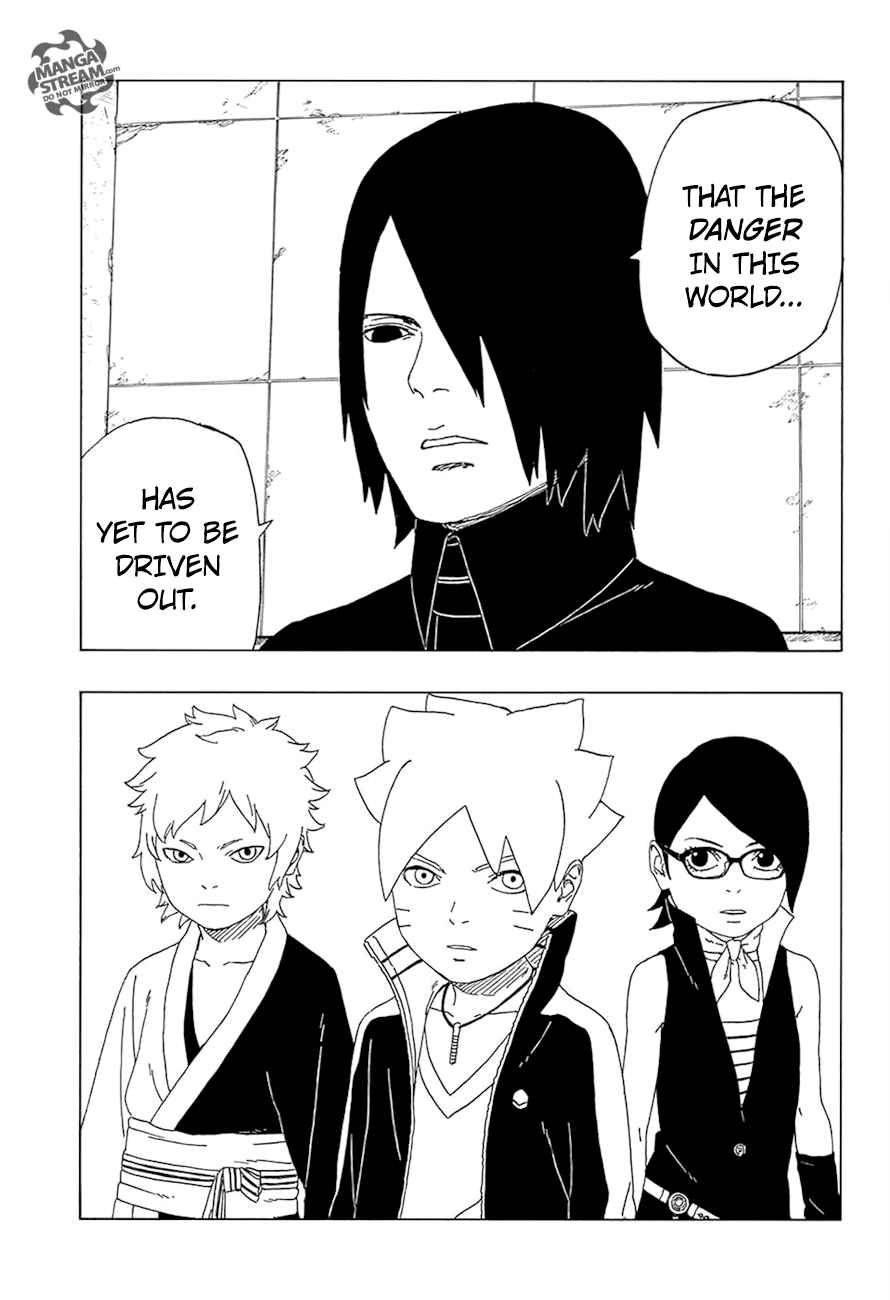 MANGA
STREAM.com
DO NOT MIRROR
THAT THE
DANGER
IN THIS
WORLD...
HAS
YET TO BE
DRIVEN
OUT.